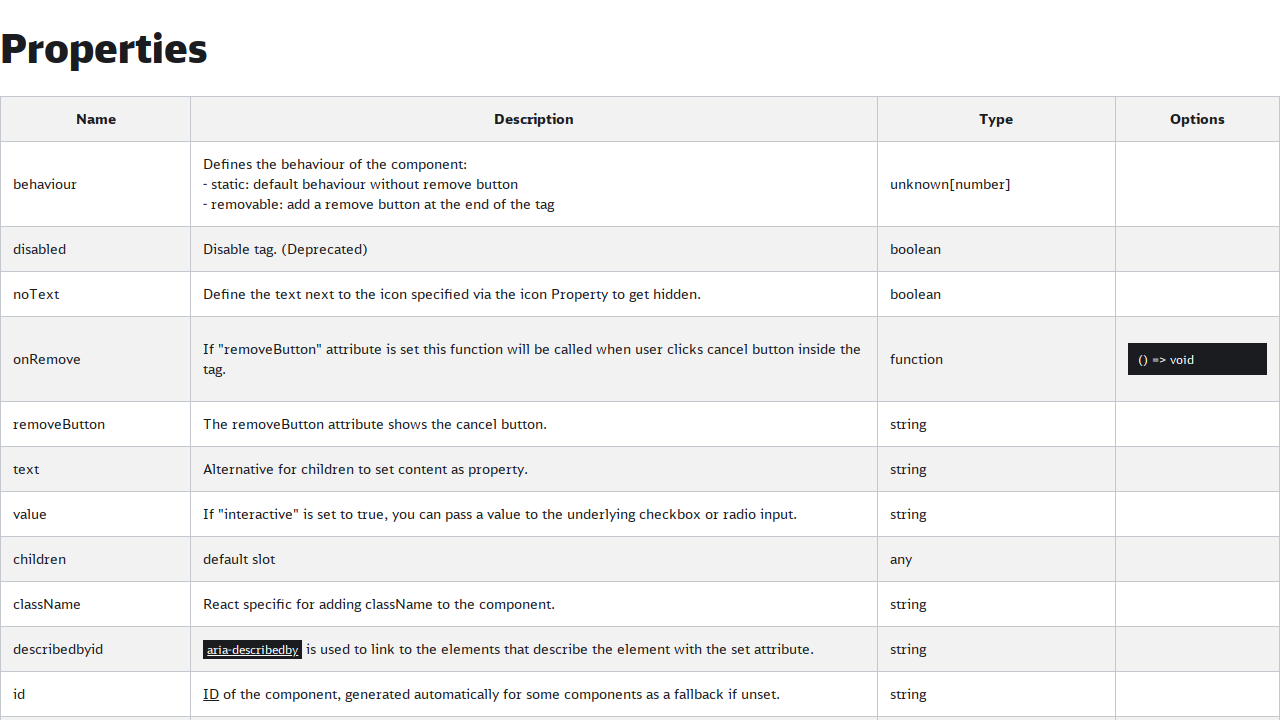 Properties
Name Description Type Options
behaviour Defines the behaviour of the component:
- static: default behaviour without remove button
- removable: add a remove button at the end of the tag unknown[number]
disabled Disable tag. (Deprecated) boolean
noText Define the text next to the icon specified via the icon Property to get hidden. boolean
onRemove If "removeButton" attribute is set this function will be called when user clicks cancel button inside the
tag. function () => void
removeButton The removeButton attribute shows the cancel button. string
text Alternative for children to set content as property. string
value If "interactive" is set to true, you can pass a value to the underlying checkbox or radio input. string
children default slot any
className React specific for adding className to the component. string
describedbyid aria-describedby is used to link to the elements that describe the element with the set attribute. string
id ID of the component, generated automatically for some components as a fallback if unset. string